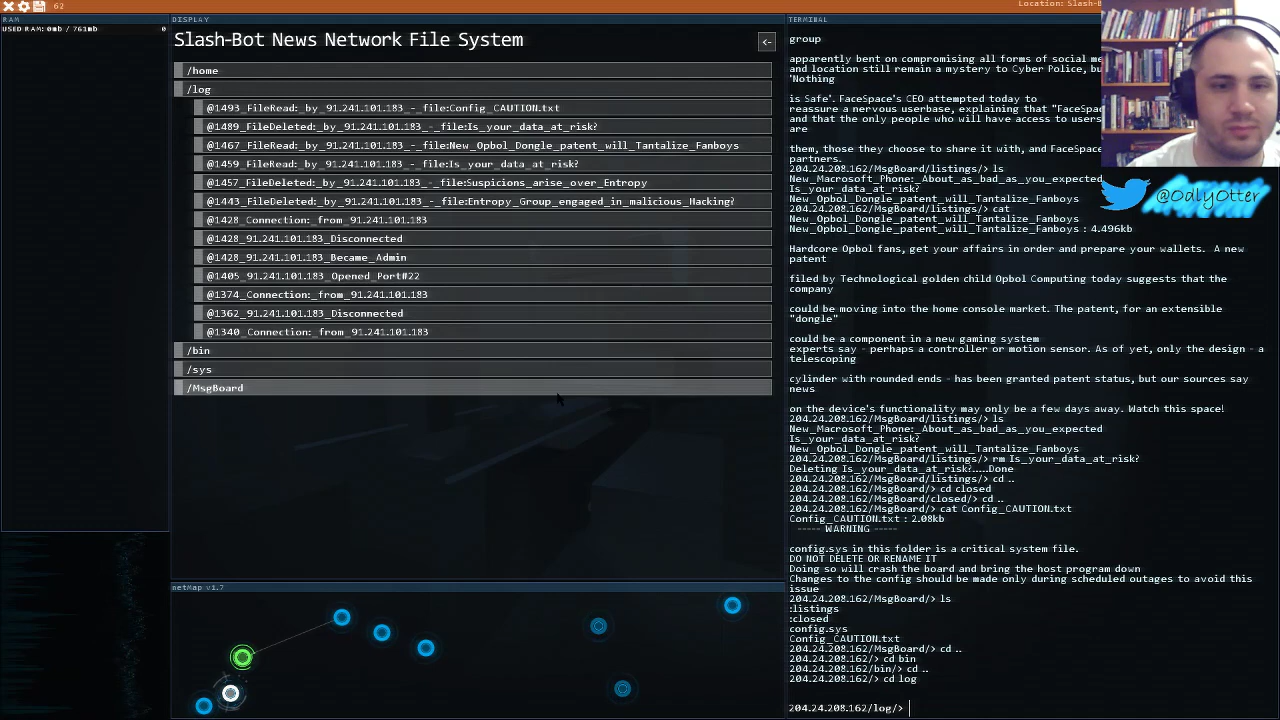 62
Location: Slash-B
RAM
USED RAM: 0mb / 761mb
0
DISPLAY
Slash-Bot News Network File System
<-
/home
/log
@1493_FileRead:_by_91.241.101.183_-_file:Config_CAUTION.txt
@1489_FileDeleted:_by_91.241.101.183_-_file:Is_your_data_at_risk?
@1467_FileRead:_by_91.241.101.183_-_file:New_Opbol_Dongle_patent_will_Tantalize_Fanboys
@1459_FileRead:_by_91.241.101.183_-_file:Is_your_data_at_risk?
@1457_FileDeleted:_by_91.241.101.183_-_file:Suspicions_arise_over_Entropy
@1443_FileDeleted:_by_91.241.101.183_-_file:Entropy_Group_engaged_in_malicious_Hacking?
@1428_Connection:_from_91.241.101.183
@1428_91.241.101.183_Disconnected
@1428_91.241.101.183_Became_Admin
@1405_91.241.101.183_Opened_Port#22
@1374_Connection:_from_91.241.101.183
@1362_91.241.101.183_Disconnected
@1340_Connection:_from_91.241.101.183
/bin
/sys
/MsgBoard
netMap v1.7
TERMINAL
group
apparently bent on compromising all forms of social me
and location still remain a mystery to Cyber Police, bu
'Nothing
is Safe'. FaceSpace's CEO attempted today to
reassure a nervous userbase, explaining that "FaceSpac
and that the only people who will have access to users
are
them, those they choose to share it with, and FaceSpac
partners.
204.24.208.162/MsgBoard/listings/> ls
New_Macrosoft_Phone:_About_as_bad_as_you_expected
Is_your_data_at_risk?
New_Opbol_Dongle_patent_will_Tantalize_Fanboys
204.24.208.162/MsgBoard/listings/> cat
New_Opbol_Dongle_patent_will_Tantalize_Fanboys
New_Opbol_Dongle_patent_will_Tantalize_Fanboys : 4.496kb
Hardcore Opbol fans, get your affairs in order and prepare your wallets.  A new
patent
filed by Technological golden child Opbol Computing today suggests that the
company
could be moving into the home console market. The patent, for an extensible
"dongle"
could be a component in a new gaming system
experts say - perhaps a controller or motion sensor. As of yet, only the design - a
telescoping
cylinder with rounded ends - has been granted patent status, but our sources say
news
on the device's functionality may only be a few days away. Watch this space!
204.24.208.162/MsgBoard/listings/> ls
New_Macrosoft_Phone:_About_as_bad_as_you_expected
Is_your_data_at_risk?
New_Opbol_Dongle_patent_will_Tantalize_Fanboys
204.24.208.162/MsgBoard/listings/> rm Is_your_data_at_risk?
Deleting Is_your_data_at_risk?.....Done
204.24.208.162/MsgBoard/listings/> cd ..
204.24.208.162/MsgBoard/> cd closed
204.24.208.162/MsgBoard/closed/> cd ..
204.24.208.162/MsgBoard/> cat Config_CAUTION.txt
Config_CAUTION.txt : 2.08kb
----- WARNING -----
config.sys in this folder is a critical system file.
DO NOT DELETE OR RENAME IT
Doing so will crash the board and bring the host program down
Changes to the config should be made only during scheduled outages to avoid this
issue
204.24.208.162/MsgBoard/> ls
:listings
:closed
config.sys
Config_CAUTION.txt
204.24.208.162/MsgBoard/> cd ..
204.24.208.162/> cd bin
204.24.208.162/bin/> cd ..
204.24.208.162/> cd log
204.24.208.162/log/>
@OdlyOtter